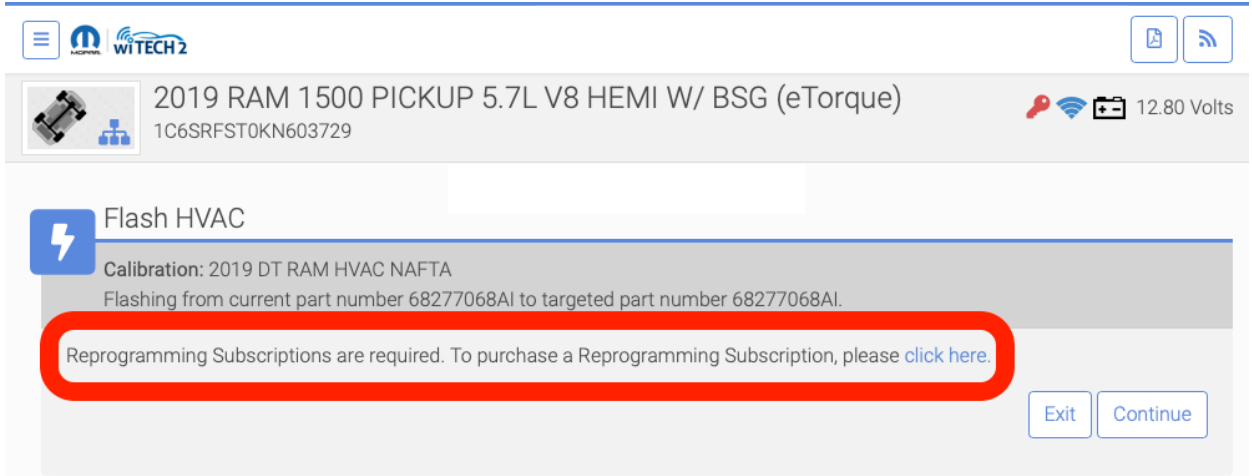 MOPAR
wiTECH 2
2019 RAM 1500 PICKUP 5.7L V8 HEMI W/ BSG (eTorque)
1C6SRFST0KN603729
12.80 Volts
Flash HVAC
Calibration: 2019 DT RAM HVAC NAFTA
Flashing from current part number 68277068AI to targeted part number 68277068AI.
Reprogramming Subscriptions are required. To purchase a Reprogramming Subscription, please click here.
Exit
Continue